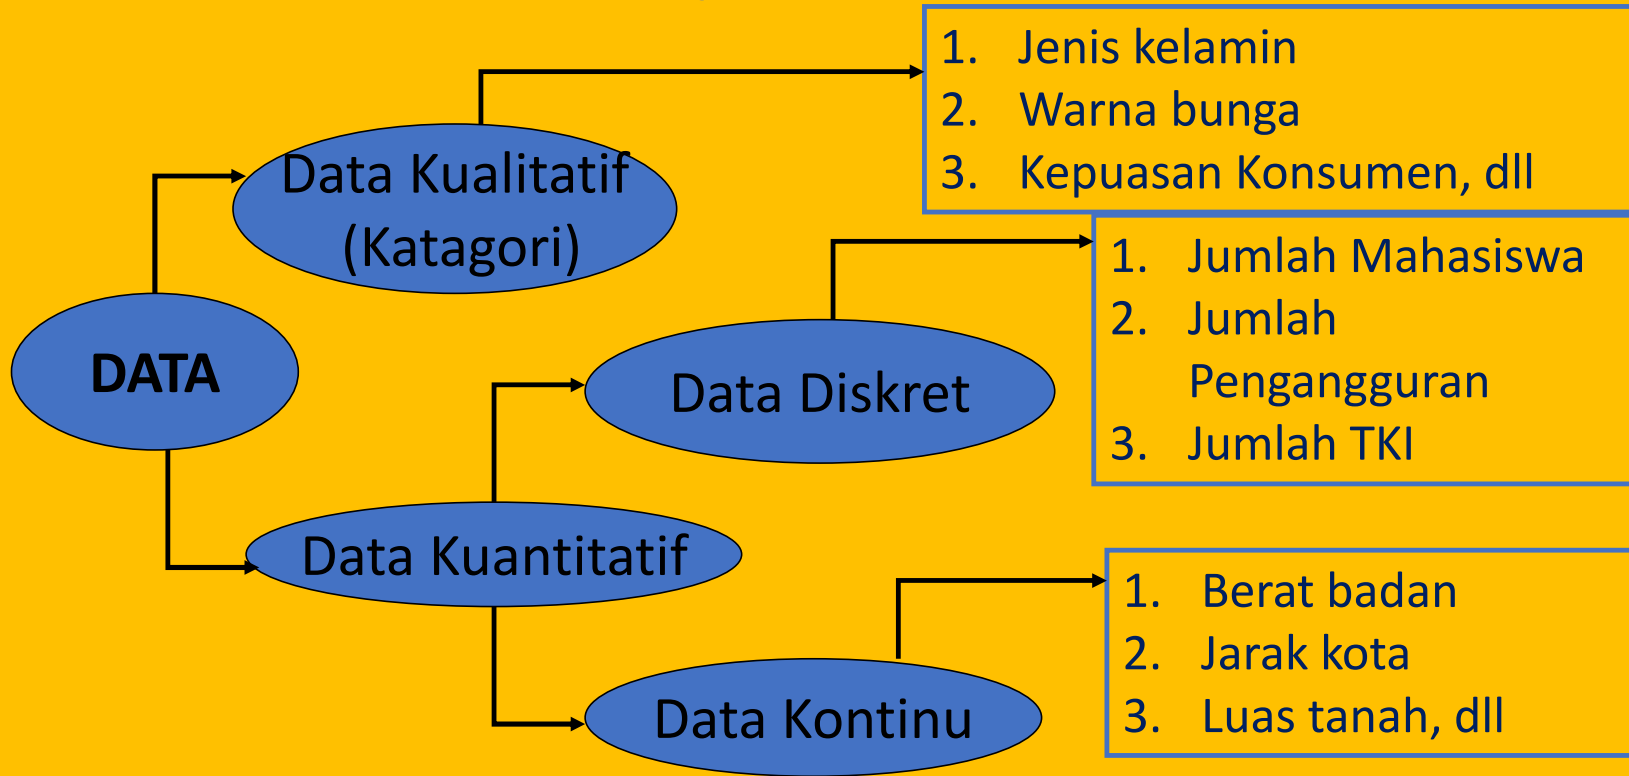 1. Jenis kelamin
2. Warna bunga
3. Kepuasan Konsumen, dll
Data Kualitatif
(Katagori)
1. Jumlah Mahasiswa
2. Jumlah
Pengangguran
3. Jumlah TKI
DATA
Data Diskret
Data Kuantitatif
1. Berat badan
2. Jarak kota
3. Luas tanah, dll
Data Kontinu